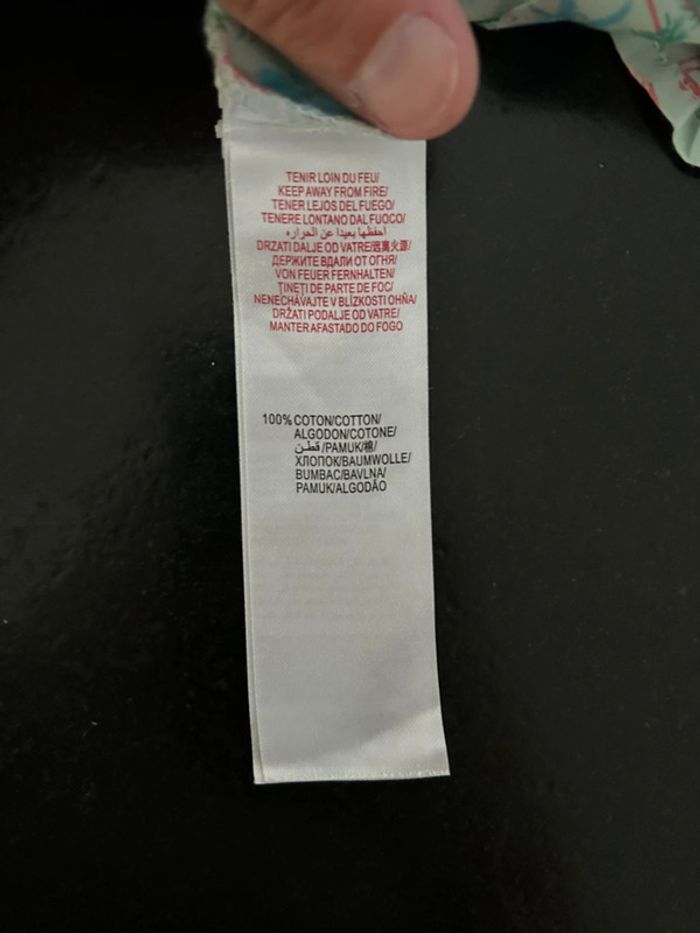 TENIR LOIN DU FEU/
KEEP AWAY FROM FIRE/
TENER LEJOS DEL FUEGO/
TENERE LONTANO DAL FUOCO/
احفظها بعيدا عن الحراره
DRZATI DALJE OD VATRE/远离火源/
ДЕРЖИТЕ ВДАЛИ ОТ ОГНЯ/
VON FEUER FERNHALTEN/
ŢINEŢI DE PARTE DE FOC/
NENECHÁVAJTE V BLÍZKOSTI OHŇA/
DRŽATI PODALJE OD VATRE/
MANTER AFASTADO DO FOGO
100% COTON/COTTON/
ALGODON/COTONE/
قطن /PAMUK/棉/
ХЛОПОК/BAUMWOLLE/
BUMBAC/BAVLNA/
PAMUK/ALGODÃO